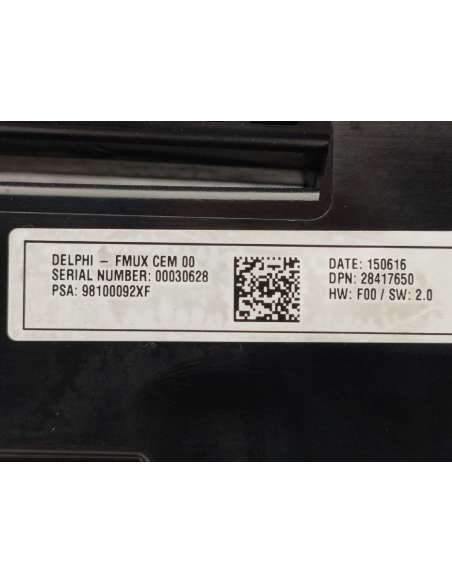 DELPHI - FMUX CEM 00
SERIAL NUMBER: 00030628
PSA: 98100092XF
DATE: 150616
DPN: 28417650
HW: F00 / SW: 2.0